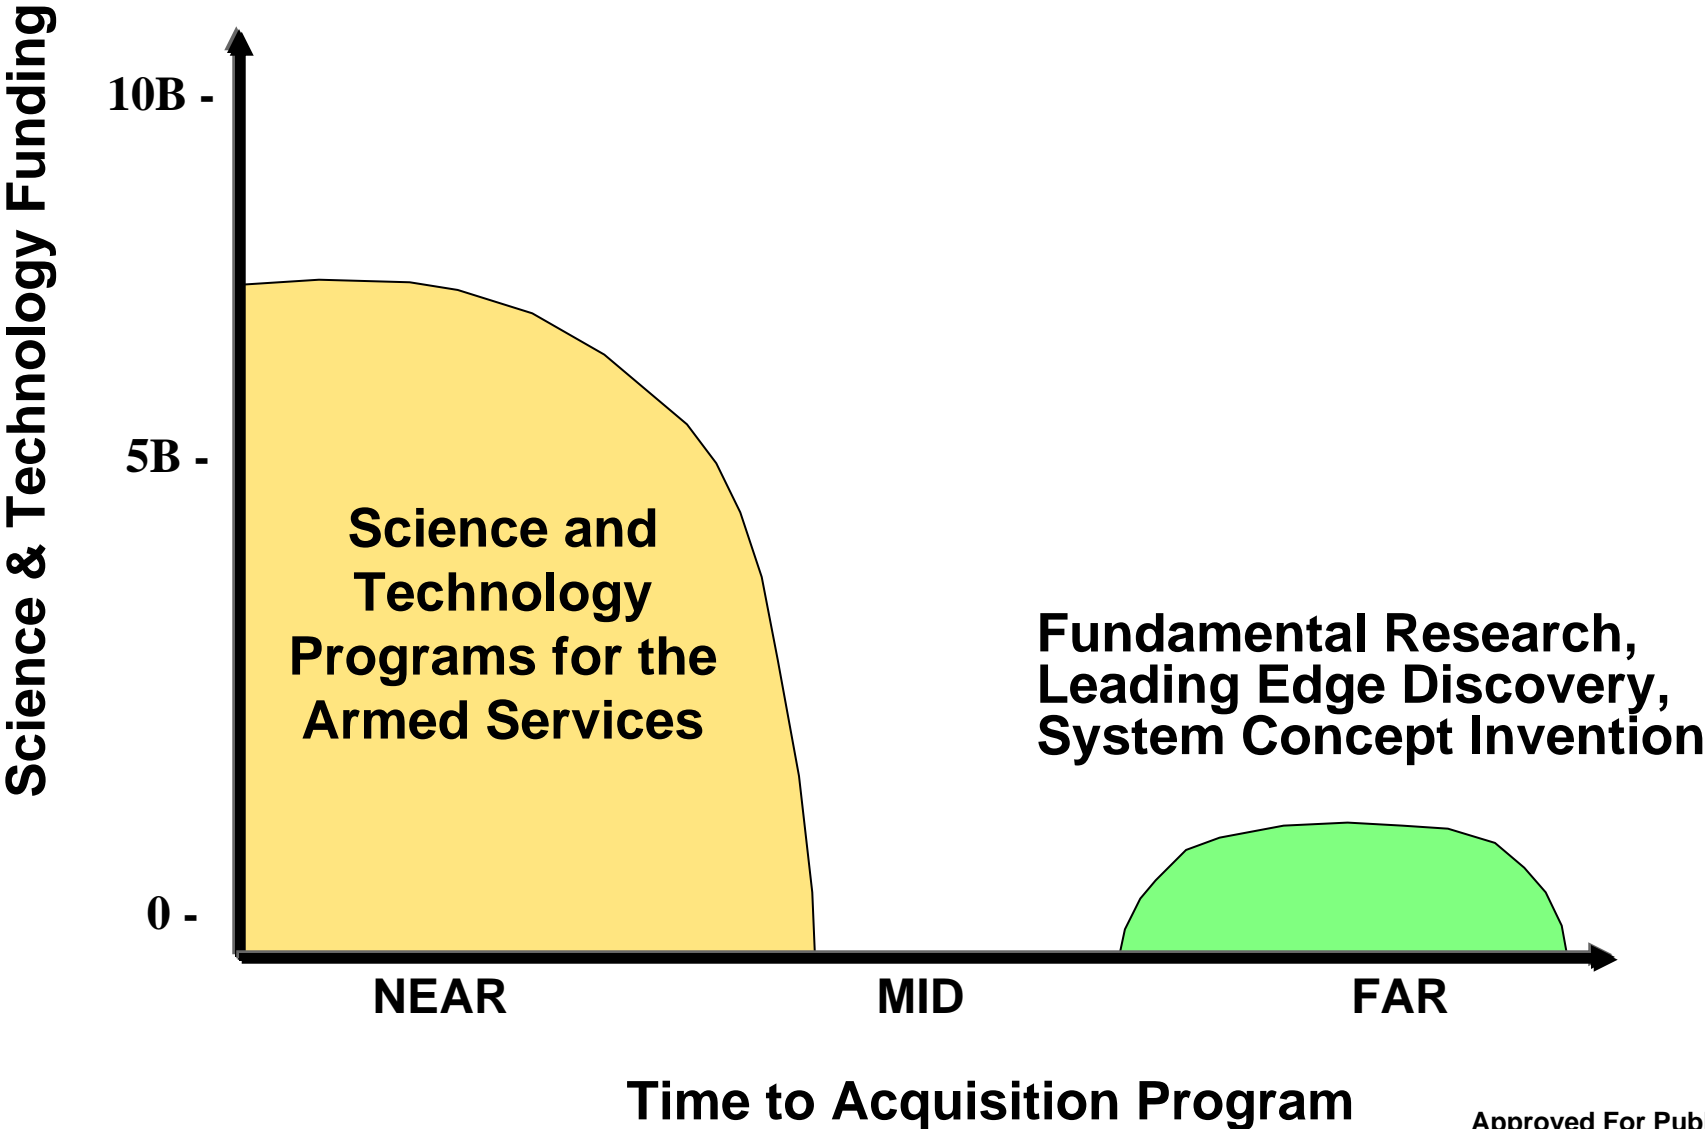 Science & Technology Funding
10B -
5B -
0 -
Science and
Technology
Programs for the
Armed Services
Fundamental Research,
Leading Edge Discovery,
System Concept Invention
NEAR
MID
FAR
Time to Acquisition Program
Approved For